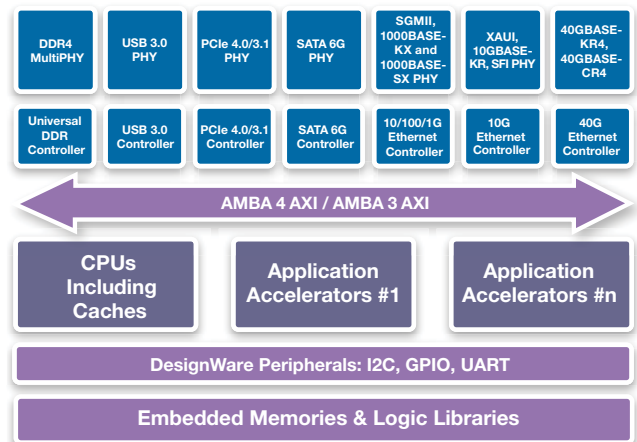 DDR4
MultiPHY
USB 3.0
PHY
PCIe 4.0/3.1
PHY
SATA 6G
PHY
SGMII,
1000BASE-
KX and
1000BASE-
SX PHY
XAUI,
10GBASE-
KR, SFI PHY
40GBASE-
KR4,
40GBASE-
CR4
Universal
DDR
Controller
USB 3.0
Controller
PCIe 4.0/3.1
Controller
SATA 6G
Controller
10/100/1G
Ethernet
Controller
10G
Ethernet
Controller
40G
Ethernet
Controller
AMBA 4 AXI / AMBA 3 AXI
CPUs
Including
Caches
Application
Accelerators #1
Application
Accelerators #n
DesignWare Peripherals: I2C, GPIO, UART
Embedded Memories & Logic Libraries